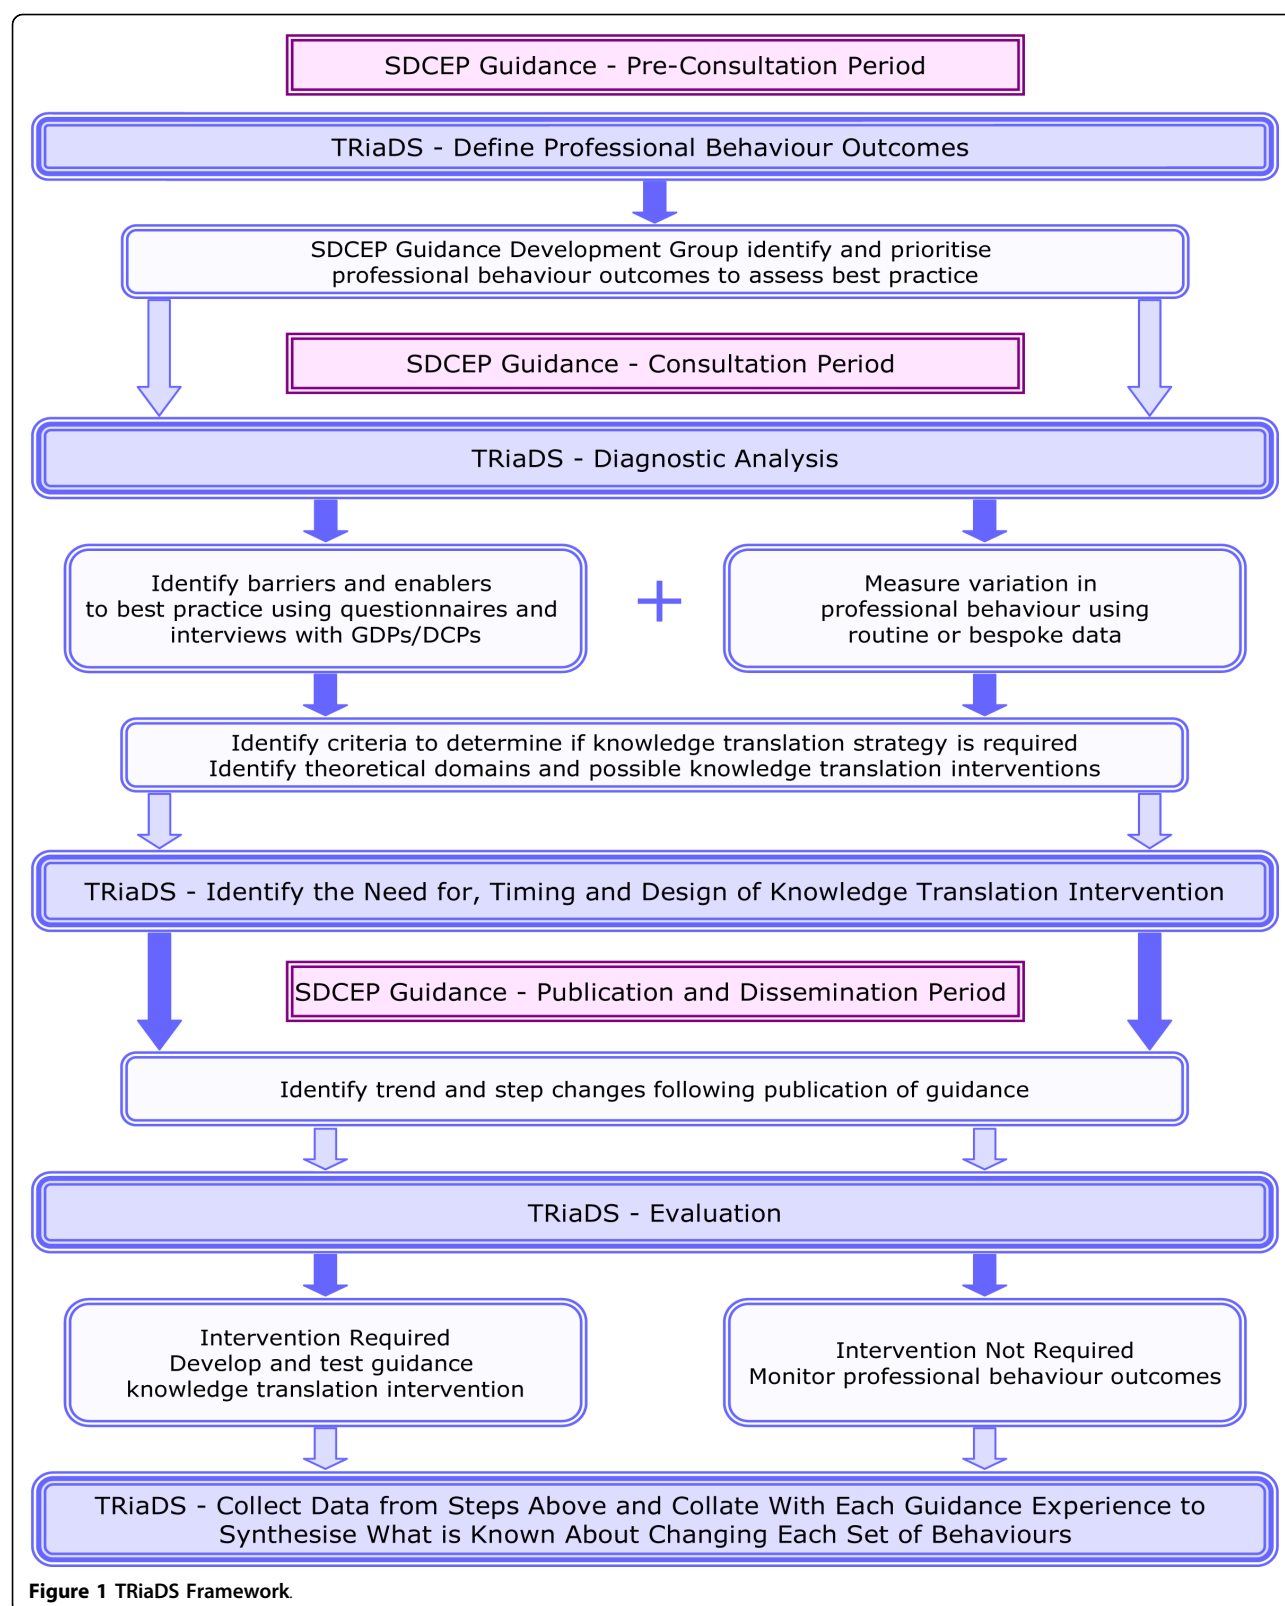 SDCEP Guidance - Pre-Consultation Period
TRiaDS - Define Professional Behaviour Outcomes
SDCEP Guidance Development Group identify and prioritise
professional behaviour outcomes to assess best practice
SDCEP Guidance - Consultation Period
TRiaDS - Diagnostic Analysis
Identify barriers and enablers
to best practice using questionnaires and
interviews with GDPs/DCPs
+
Measure variation in
professional behaviour using
routine or bespoke data
Identify criteria to determine if knowledge translation strategy is required
Identify theoretical domains and possible knowledge translation interventions
TRiaDS - Identify the Need for, Timing and Design of Knowledge Translation Intervention
SDCEP Guidance - Publication and Dissemination Period
Identify trend and step changes following publication of guidance
TRiaDS - Evaluation
Intervention Required
Develop and test guidance
knowledge translation intervention
Intervention Not Required
Monitor professional behaviour outcomes
TRiaDS - Collect Data from Steps Above and Collate With Each Guidance Experience to
Synthesise What is Known About Changing Each Set of Behaviours
Figure 1 TRiaDS Framework.